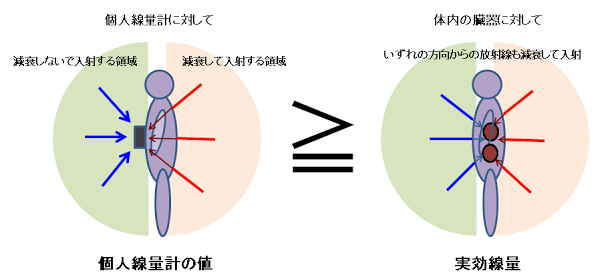 個人線量計に対して
減衰しないで入射する領域
減衰して入射する領域
個人線量計の値
≧
体内の臓器に対して
いずれの方向からの放射線も減衰して入射
実効線量